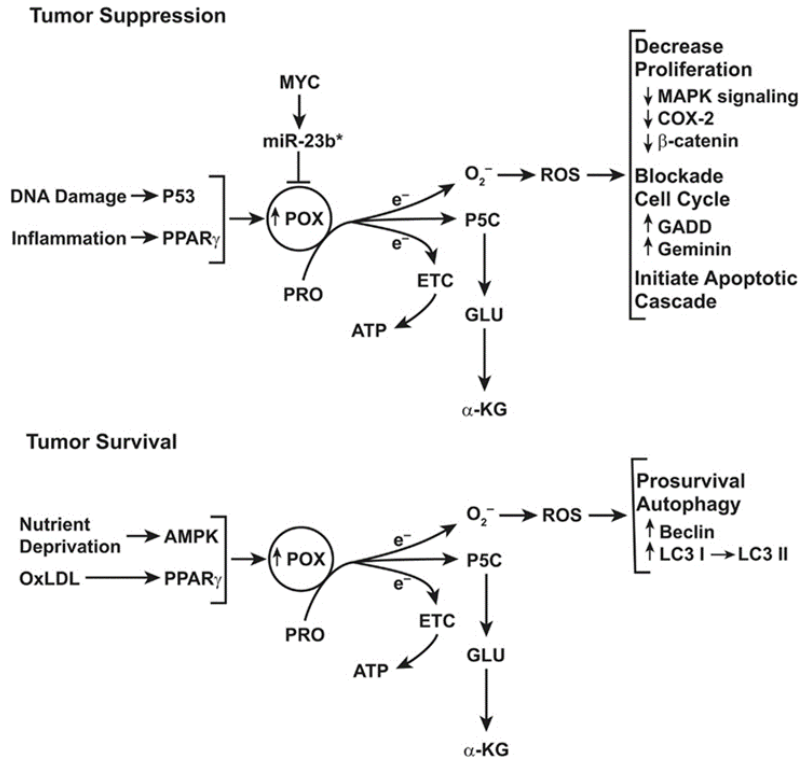 Tumor Suppression
MYC
miR-23b*
DNA Damage → P53
Inflammation → PPARγ
↑ POX
PRO
e⁻
e⁻
O₂⁻ → ROS
P5C
ETC
ATP
GLU
α-KG
Decrease
Proliferation
↓ MAPK signaling
↓ COX-2
↓ β-catenin
Blockade
Cell Cycle
↑ GADD
↑ Geminin
Initiate Apoptotic
Cascade
Tumor Survival
Nutrient
Deprivation → AMPK
OxLDL → PPARγ
↑ POX
PRO
e⁻
e⁻
O₂⁻ → ROS
P5C
ETC
ATP
GLU
α-KG
Prosurvival
Autophagy
↑ Beclin
↑ LC3 I → LC3 II